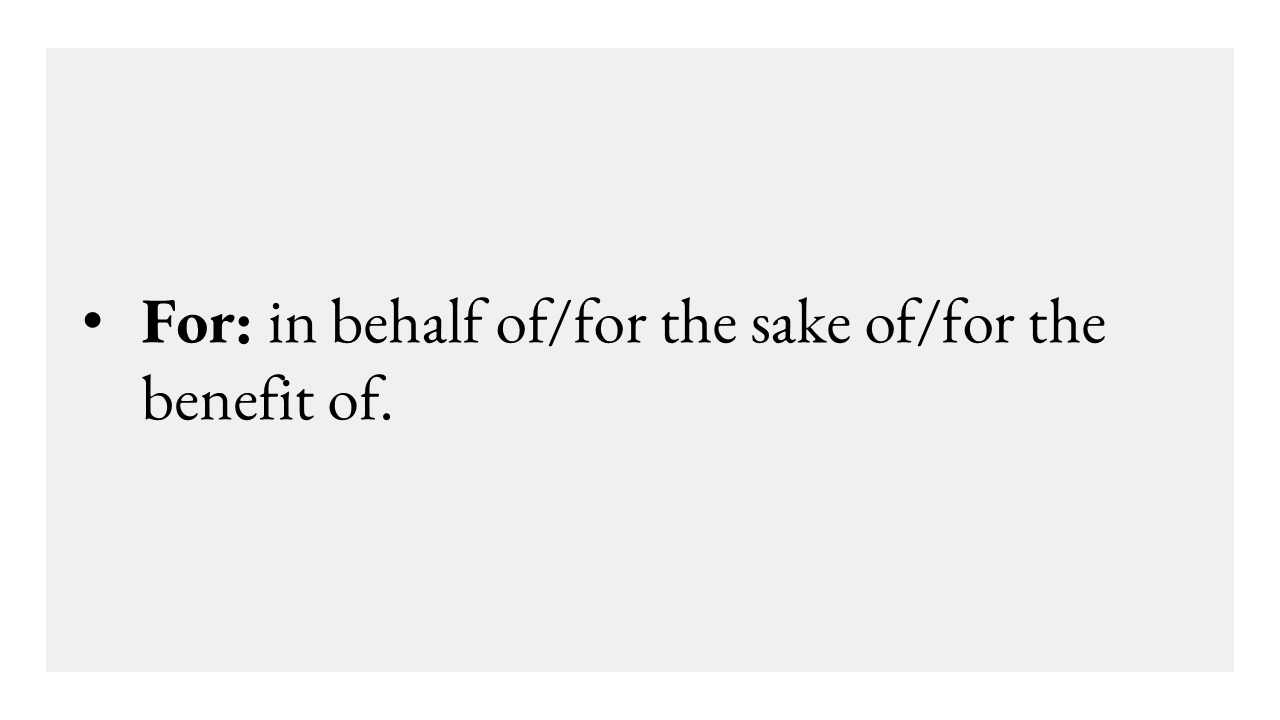 • For: in behalf of/for the sake of/for the
benefit of.